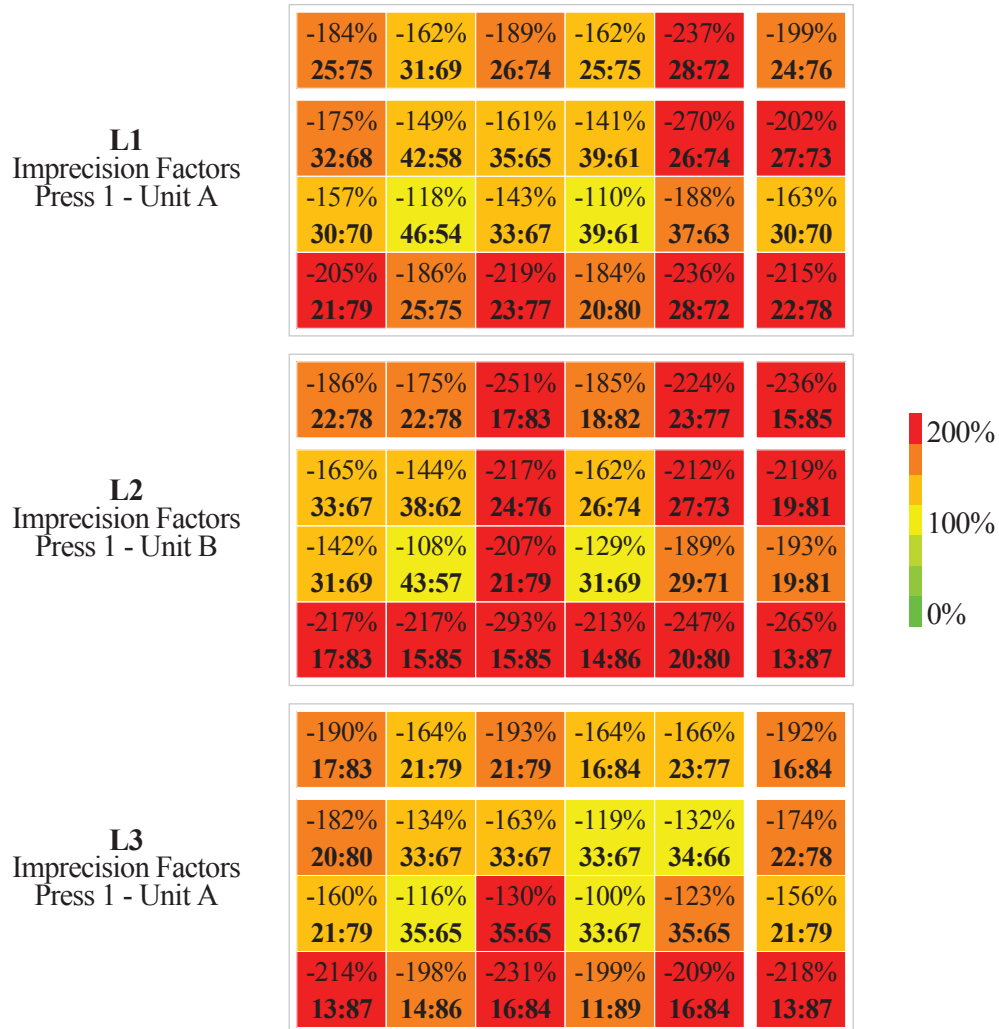 -184% -162% -189% -162% -237% -199%
25:75 31:69 26:74 25:75 28:72 24:76
L1
Imprecision Factors
Press 1 - Unit A
-175% -149% -161% -141% -270% -202%
32:68 42:58 35:65 39:61 26:74 27:73
-157% -118% -143% -110% -188% -163%
30:70 46:54 33:67 39:61 37:63 30:70
-205% -186% -219% -184% -236% -215%
21:79 25:75 23:77 20:80 28:72 22:78
-186% -175% -251% -185% -224% -236%
22:78 22:78 17:83 18:82 23:77 15:85
L2
Imprecision Factors
Press 1 - Unit B
-165% -144% -217% -162% -212% -219%
33:67 38:62 24:76 26:74 27:73 19:81
-142% -108% -207% -129% -189% -193%
31:69 43:57 21:79 31:69 29:71 19:81
-217% -217% -293% -213% -247% -265%
17:83 15:85 15:85 14:86 20:80 13:87
200%
100%
0%
-190% -164% -193% -164% -166% -192%
17:83 21:79 21:79 16:84 23:77 16:84
L3
Imprecision Factors
Press 1 - Unit A
-182% -134% -163% -119% -132% -174%
20:80 33:67 33:67 33:67 34:66 22:78
-160% -116% -130% -100% -123% -156%
21:79 35:65 35:65 33:67 35:65 21:79
-214% -198% -231% -199% -209% -218%
13:87 14:86 16:84 11:89 16:84 13:87